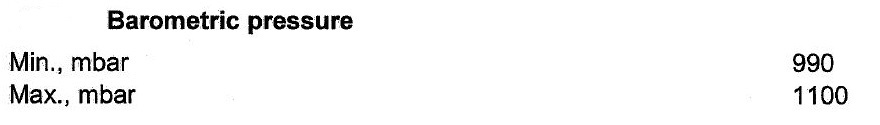 Barometric pressure
Min., mbar 990
Max., mbar 1100